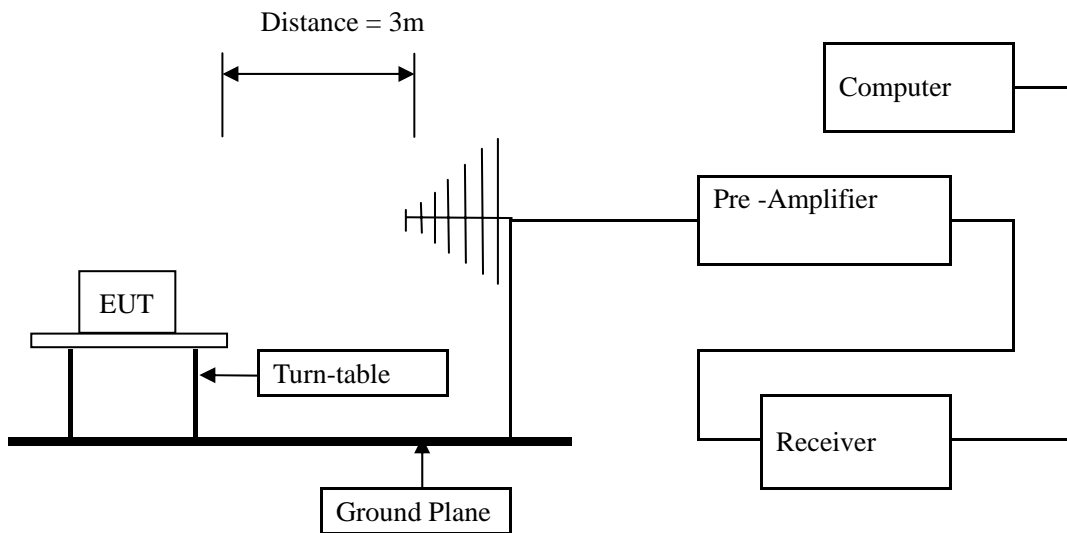 Distance = 3m
Computer
Pre -Amplifier
EUT
Turn-table
Receiver
Ground Plane